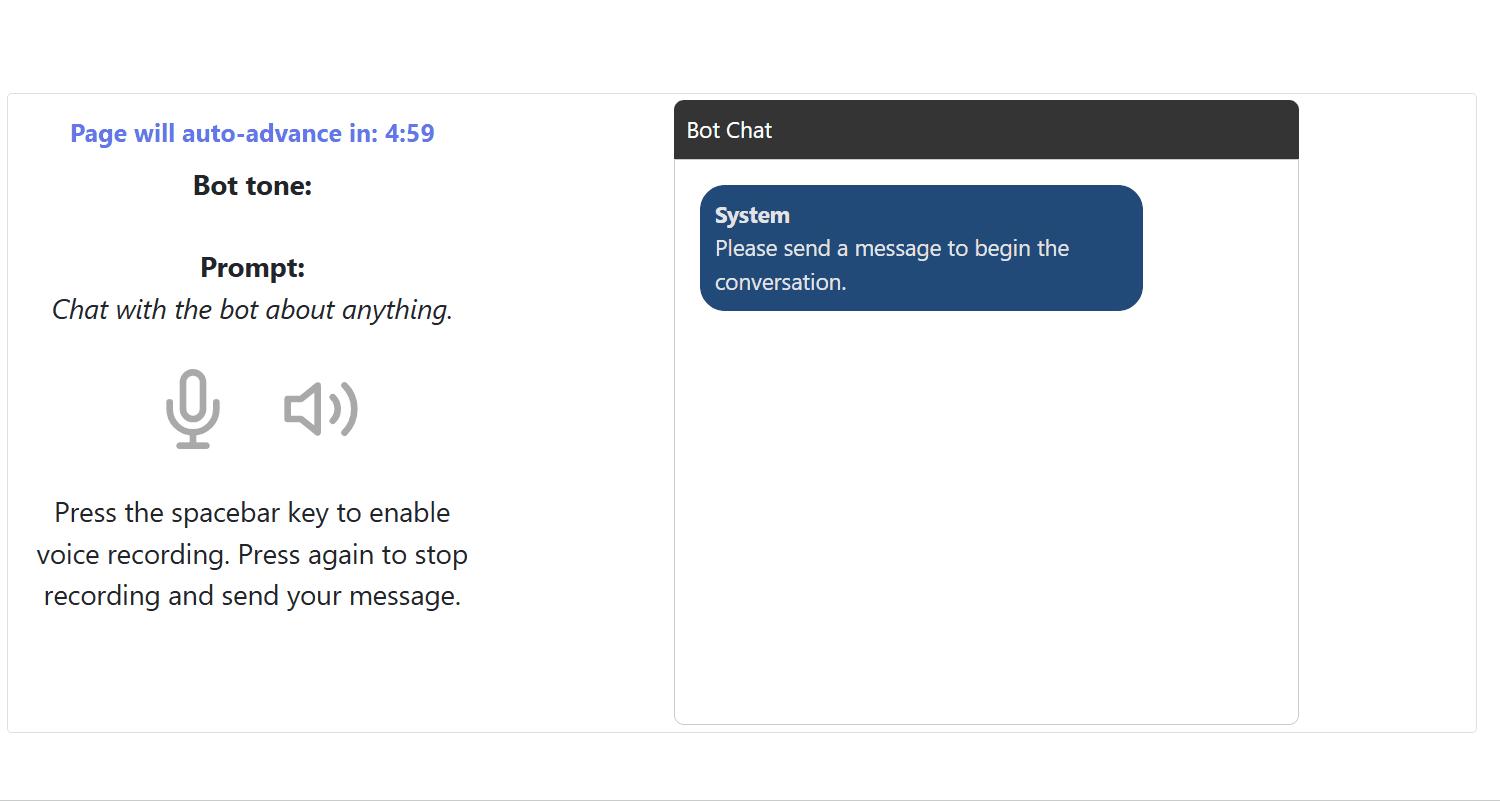 Page will auto-advance in: 4:59
Bot tone:
Prompt:
Chat with the bot about anything.
Press the spacebar key to enable
voice recording. Press again to stop
recording and send your message.
Bot Chat
System
Please send a message to begin the
conversation.